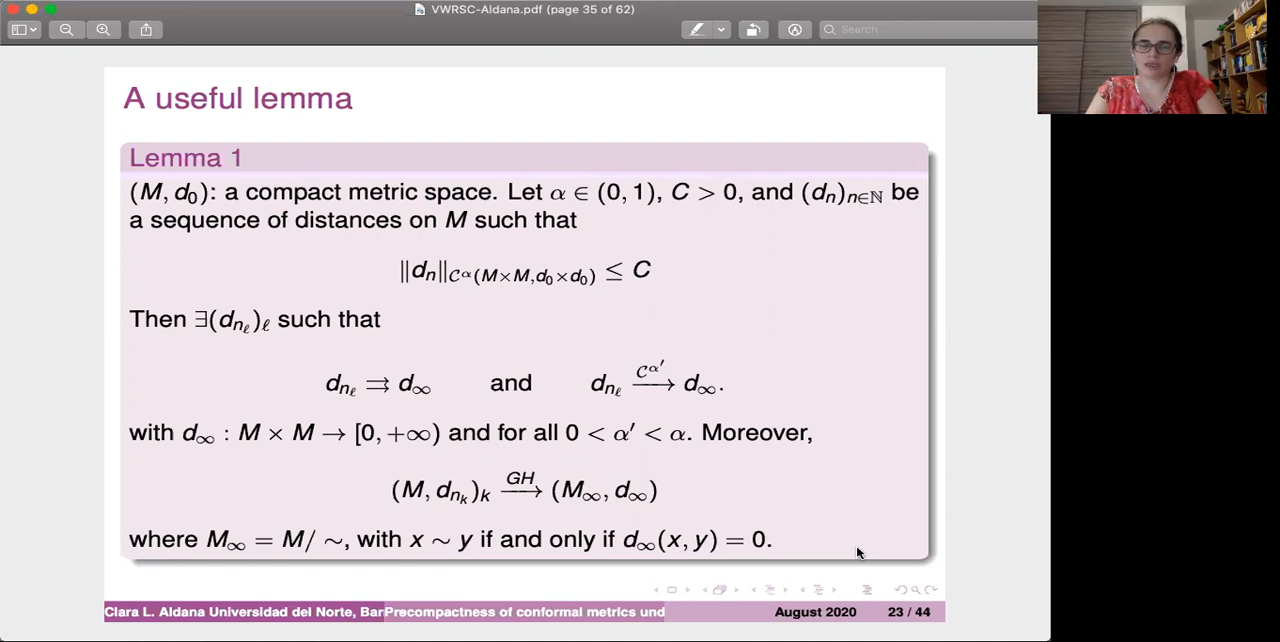 VWRSC-Aldana.pdf (page 35 of 62)
Search
A useful lemma
Lemma 1
(M, d₀): a compact metric space. Let α ∈ (0, 1), C > 0, and (dₙ)ₙ∈ℕ be
a sequence of distances on M such that
‖dₙ‖_{𝒞^α(M×M,d₀×d₀)} ≤ C
Then ∃(d_{n_ℓ})_ℓ such that
d_{n_ℓ} ⇉ d_∞ and d_{n_ℓ} \xrightarrow{𝒞^{α′}} d_∞.
with d_∞ : M × M → [0, +∞) and for all 0 < α′ < α. Moreover,
(M, d_{n_k})_k \xrightarrow{GH} (M_∞, d_∞)
where M_∞ = M/ ∼, with x ∼ y if and only if d_∞(x, y) = 0.
Clara L. Aldana Universidad del Norte, Bar Precompactness of conformal metrics und August 2020 23 / 44